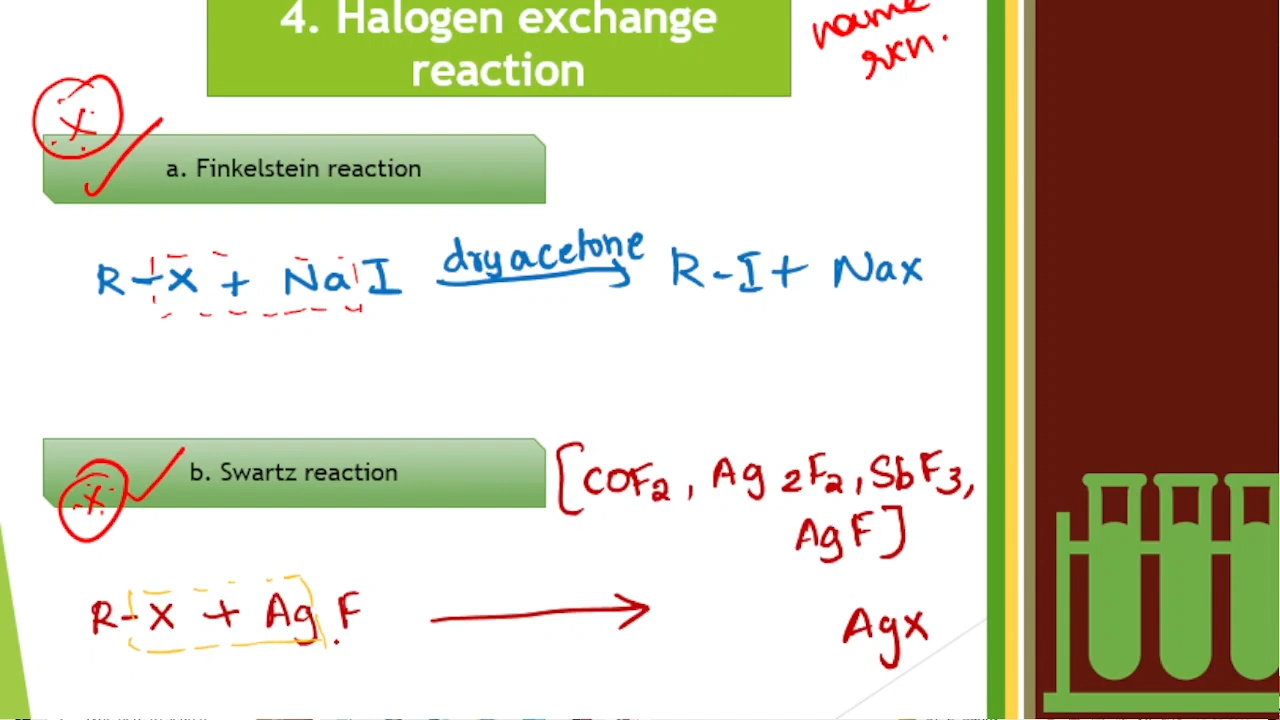 4. Halogen exchange
reaction
name
rxn.
X
a. Finkelstein reaction
R-X + NaI dry acetone R-I + Nax
X
b. Swartz reaction
[COF2, Ag2F2, SbF3,
AgF]
R-X + AgF Agx